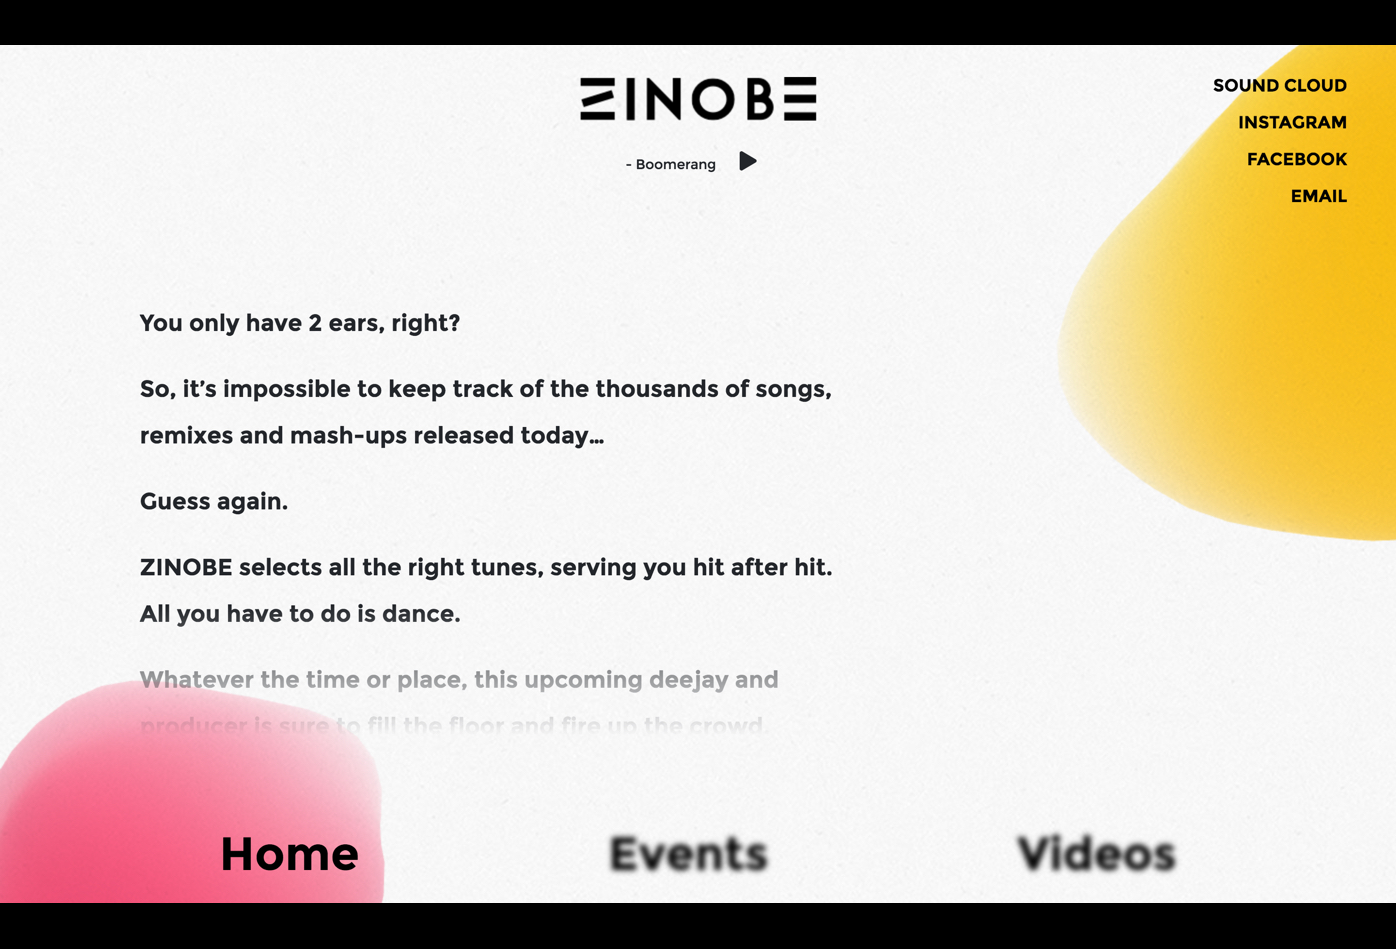 ZINOBE
- Boomerang
SOUND CLOUD
INSTAGRAM
FACEBOOK
EMAIL
You only have 2 ears, right?
So, it’s impossible to keep track of the thousands of songs,
remixes and mash-ups released today…
Guess again.
ZINOBE selects all the right tunes, serving you hit after hit.
All you have to do is dance.
Whatever the time or place, this upcoming deejay and
producer is sure to fill the floor and fire up the crowd.
Home
Events
Videos